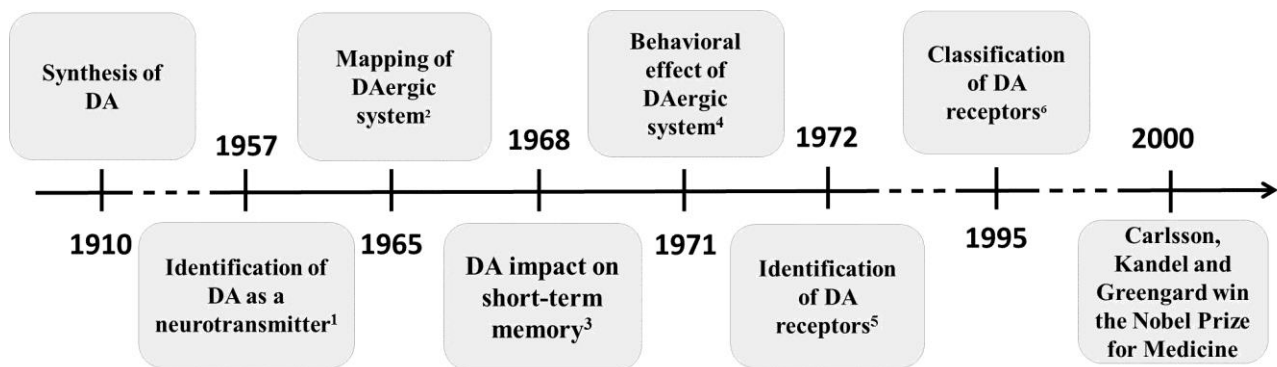 Synthesis of
DA
1910
1957
Identification of
DA as a
neurotransmitter¹
Mapping of
DAergic
system²
1965
1968
DA impact on
short-term
memory³
Behavioral
effect of
DAergic
system⁴
1971
1972
Identification
of DA
receptors⁵
Classification
of DA
receptors⁶
1995
2000
Carlsson,
Kandel and
Greengard win
the Nobel Prize
for Medicine